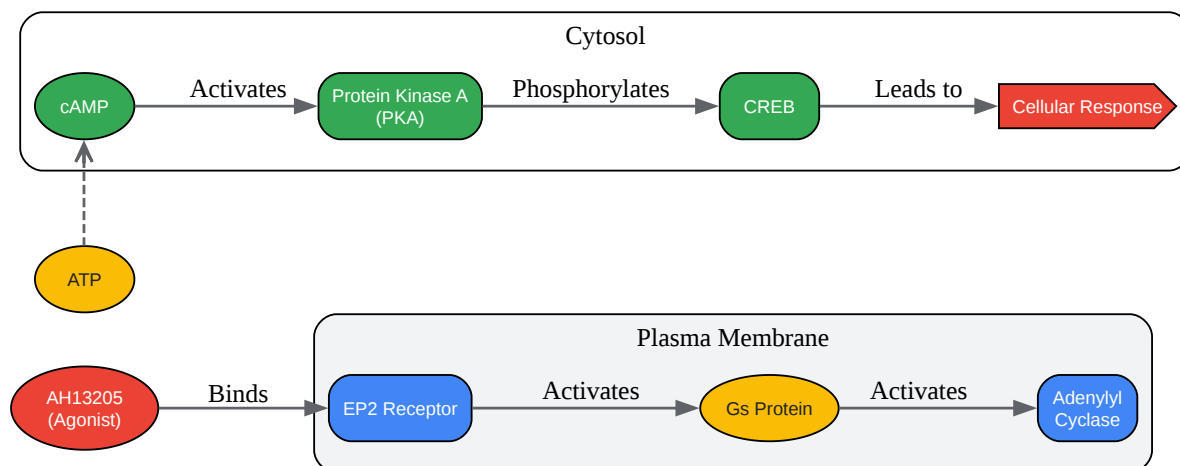 Cytosol
cAMP
Activates
Protein Kinase A
(PKA)
Phosphorylates
CREB
Leads to
Cellular Response
ATP
Plasma Membrane
AH13205
(Agonist)
Binds
EP2 Receptor
Activates
Gs Protein
Activates
Adenylyl
Cyclase